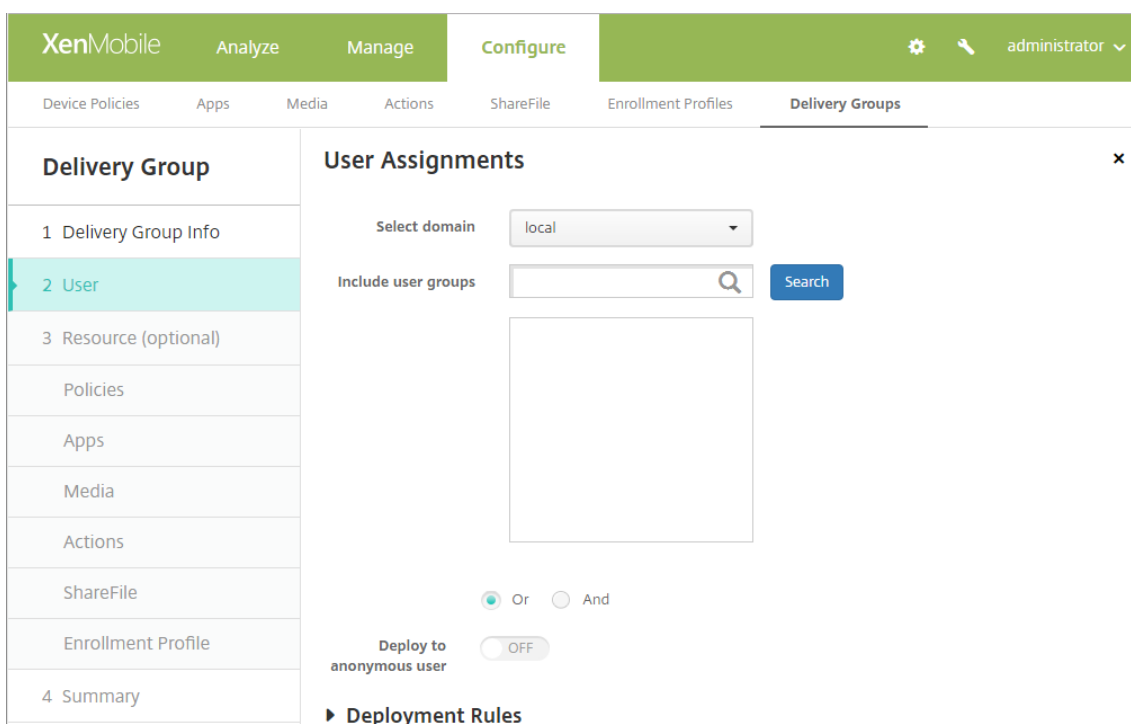 XenMobile Analyze Manage Configure administrator
Device Policies Apps Media Actions ShareFile Enrollment Profiles Delivery Groups
Delivery Group
1 Delivery Group Info
2 User
3 Resource (optional)
Policies
Apps
Media
Actions
ShareFile
Enrollment Profile
4 Summary
User Assignments
Select domain local
Include user groups Search
Or And
Deploy to
anonymous user OFF
Deployment Rules